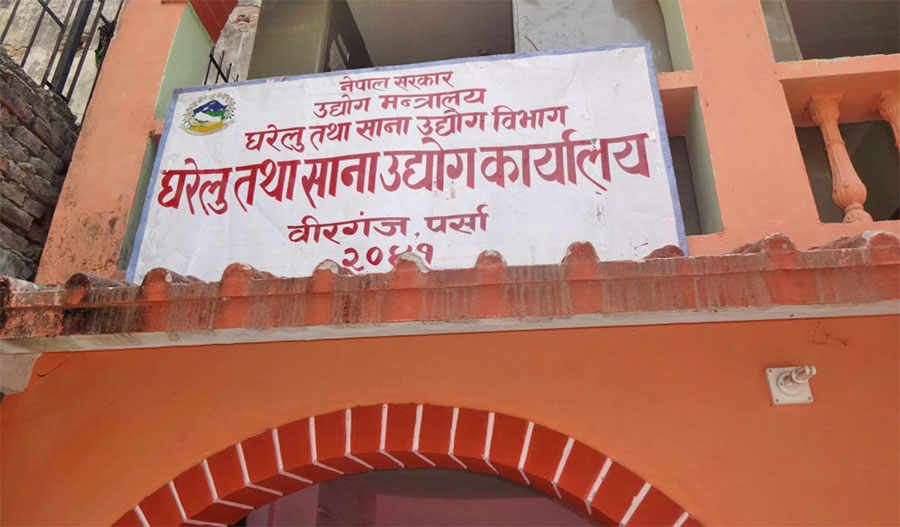 नेपाल सरकार
उद्योग मन्त्रालय
घरेलु तथा साना उद्योग विभाग
घरेलु तथा साना उद्योग कार्यालय
वीरगंज, पर्सा
२०४१